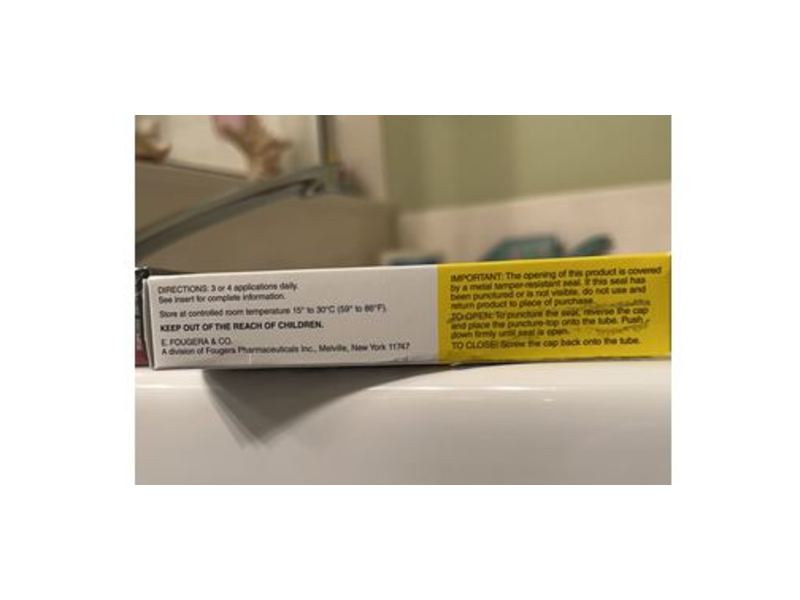 DIRECTIONS: 3 or 4 applications daily.
See insert for complete information.
Store at controlled room temperature 15° to 30°C (59° to 86°F).
KEEP OUT OF THE REACH OF CHILDREN.
E. FOUGERA & CO.
A division of Fougera Pharmaceuticals Inc., Melville, New York 11747
IMPORTANT: The opening of this product is covered
by a metal tamper-resistant seal. If this seal has
been punctured or is not visible, do not use and
return product to place of purchase.
TO OPEN: To puncture the seal, reverse the cap
and place the puncture-top onto the tube. Push
down firmly until seal is open.
TO CLOSE: Screw the cap back onto the tube.